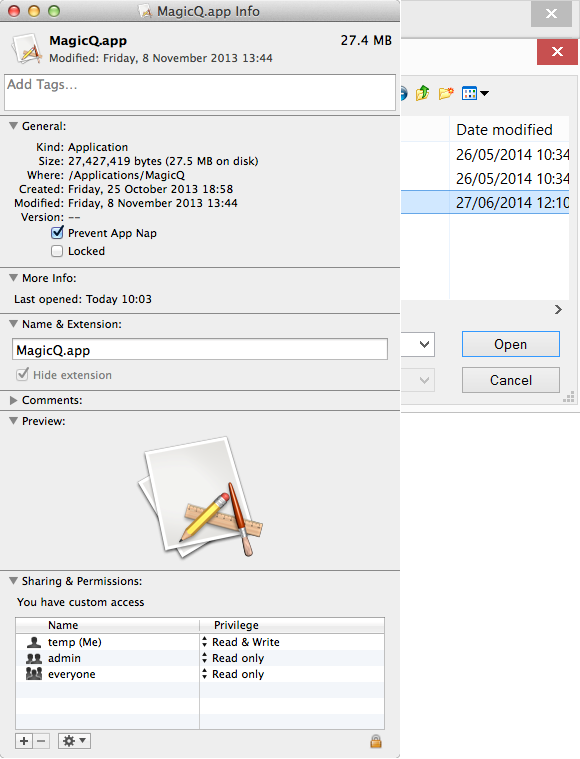 MagicQ.app Info
MagicQ.app 27.4 MB
Modified: Friday, 8 November 2013 13:44
Add Tags…
General:
Kind: Application
Size: 27,427,419 bytes (27.5 MB on disk)
Where: /Applications/MagicQ
Created: Friday, 25 October 2013 18:58
Modified: Friday, 8 November 2013 13:44
Version: --
Prevent App Nap
Locked
More Info:
Last opened: Today 10:03
Name & Extension:
MagicQ.app
Hide extension
Comments:
Preview:
Sharing & Permissions:
You have custom access
Name Privilege
temp (Me) Read & Write
admin Read only
everyone Read only
Date modified
26/05/2014 10:34
26/05/2014 10:34
27/06/2014 12:10
Open
Cancel